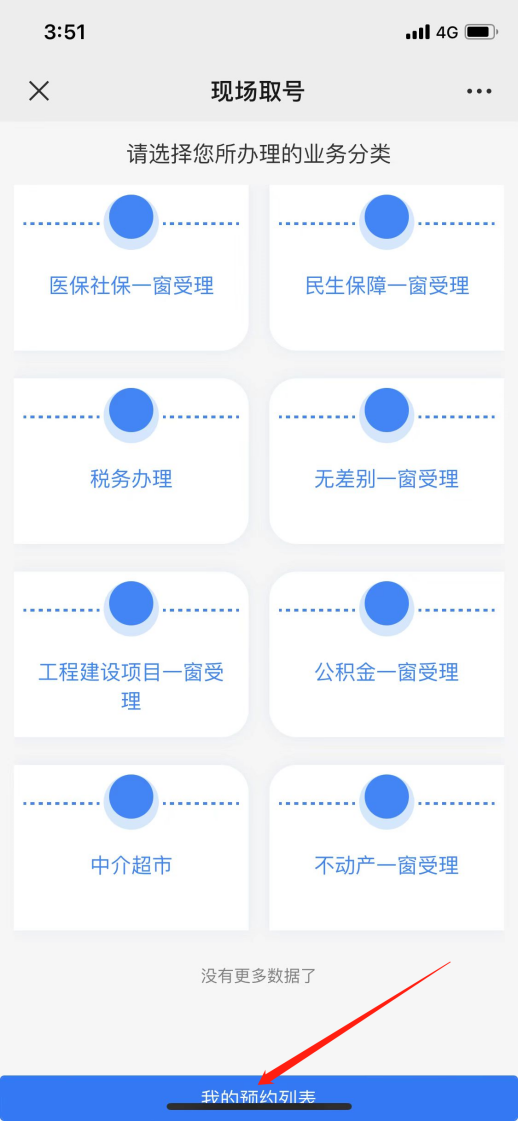 3:51
4G
现场取号
请选择您所办理的业务分类
医保社保一窗受理
民生保障一窗受理
税务办理
无差别一窗受理
工程建设项目一窗受
理
公积金一窗受理
中介超市
不动产一窗受理
没有更多数据了
我的预约列表